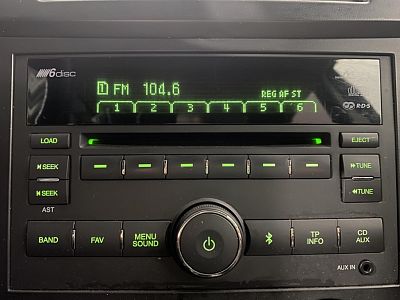 6disc
1 FM 104.6
REG AF ST
1 2 3 4 5 6
R·D·S
LOAD
EJECT
SEEK
TUNE
SEEK
TUNE
AST
BAND
FAV
MENU
SOUND
TP
INFO
CD
AUX
AUX IN